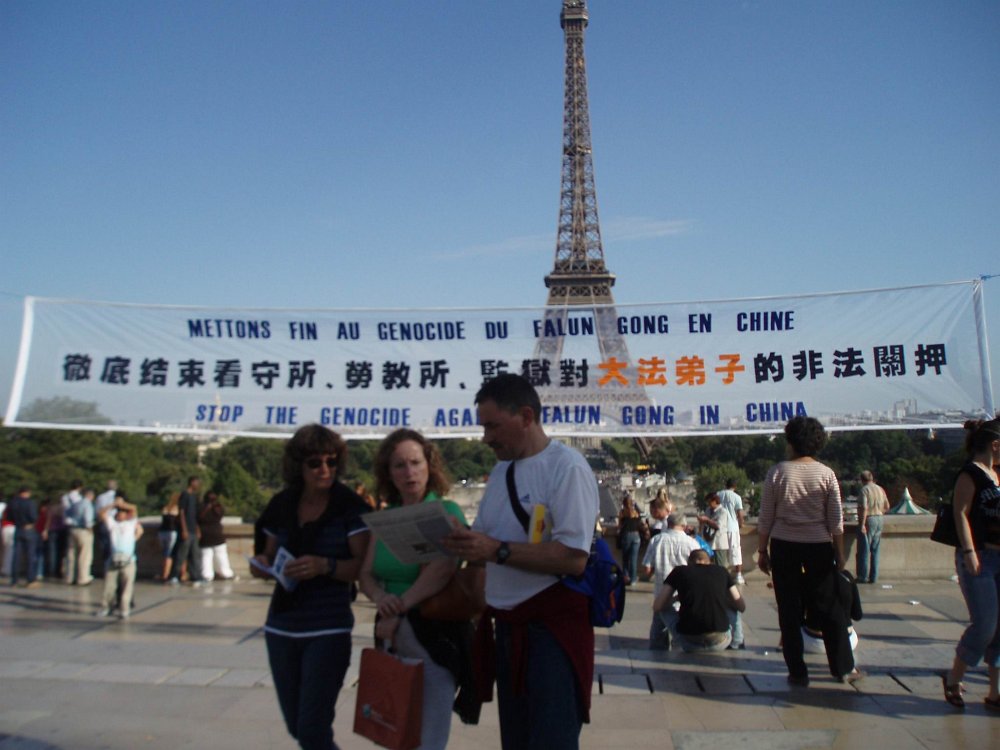 METTONS FIN AU GENOCIDE DU FALUN GONG EN CHINE
徹底结束看守所、勞教所、監獄對大法弟子的非法關押
STOP THE GENOCIDE AGA FALUN GONG IN CHINA